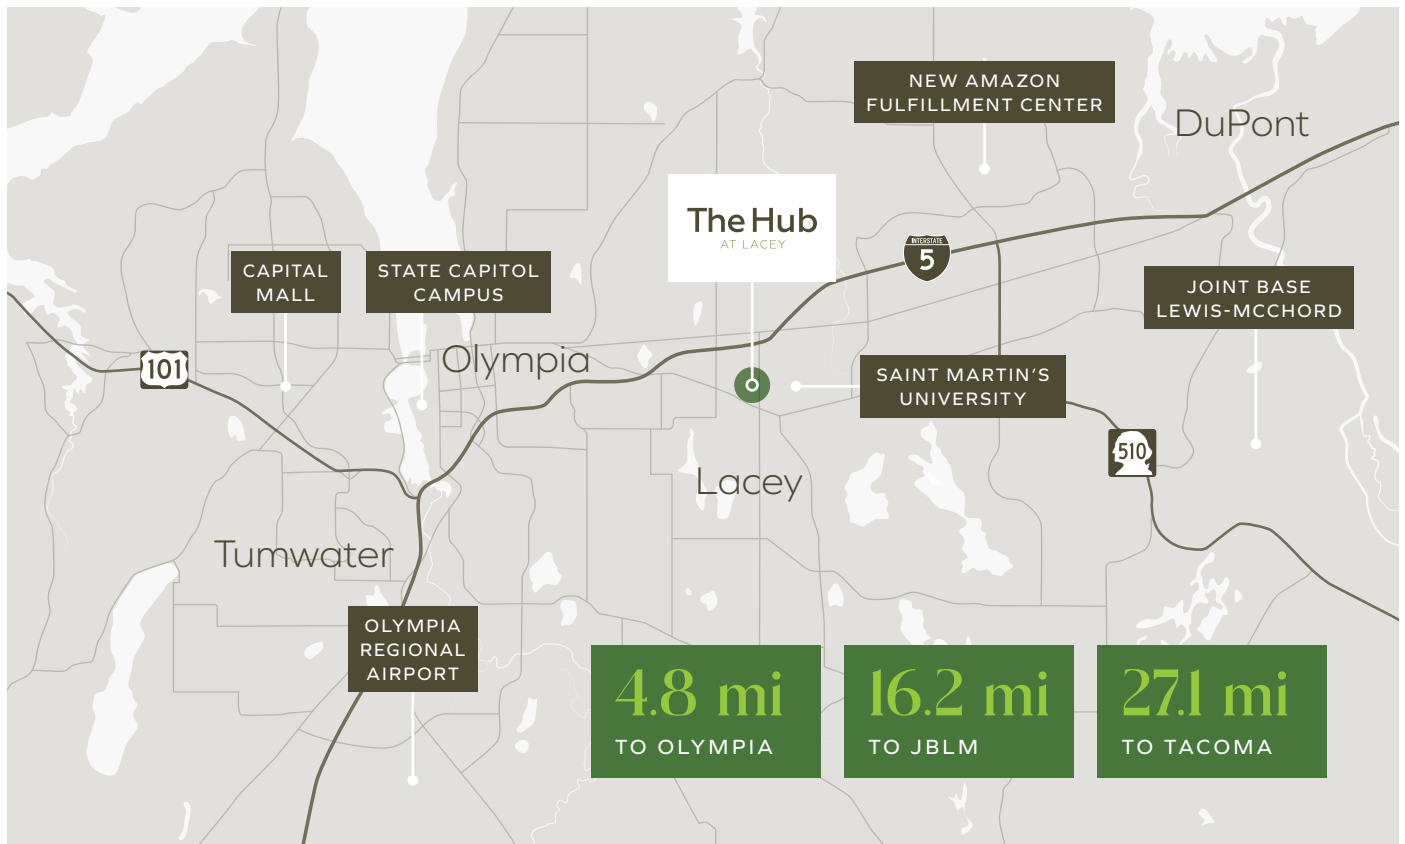 NEW AMAZON
FULFILLMENT CENTER
DuPont
The Hub
AT LACEY
INTERSTATE
5
CAPITAL
MALL
STATE CAPITOL
CAMPUS
JOINT BASE
LEWIS-MCCHORD
101
Olympia
SAINT MARTIN'S
UNIVERSITY
510
Lacey
Tumwater
OLYMPIA
REGIONAL
AIRPORT
4.8 mi
TO OLYMPIA
16.2 mi
TO JBLM
27.1 mi
TO TACOMA